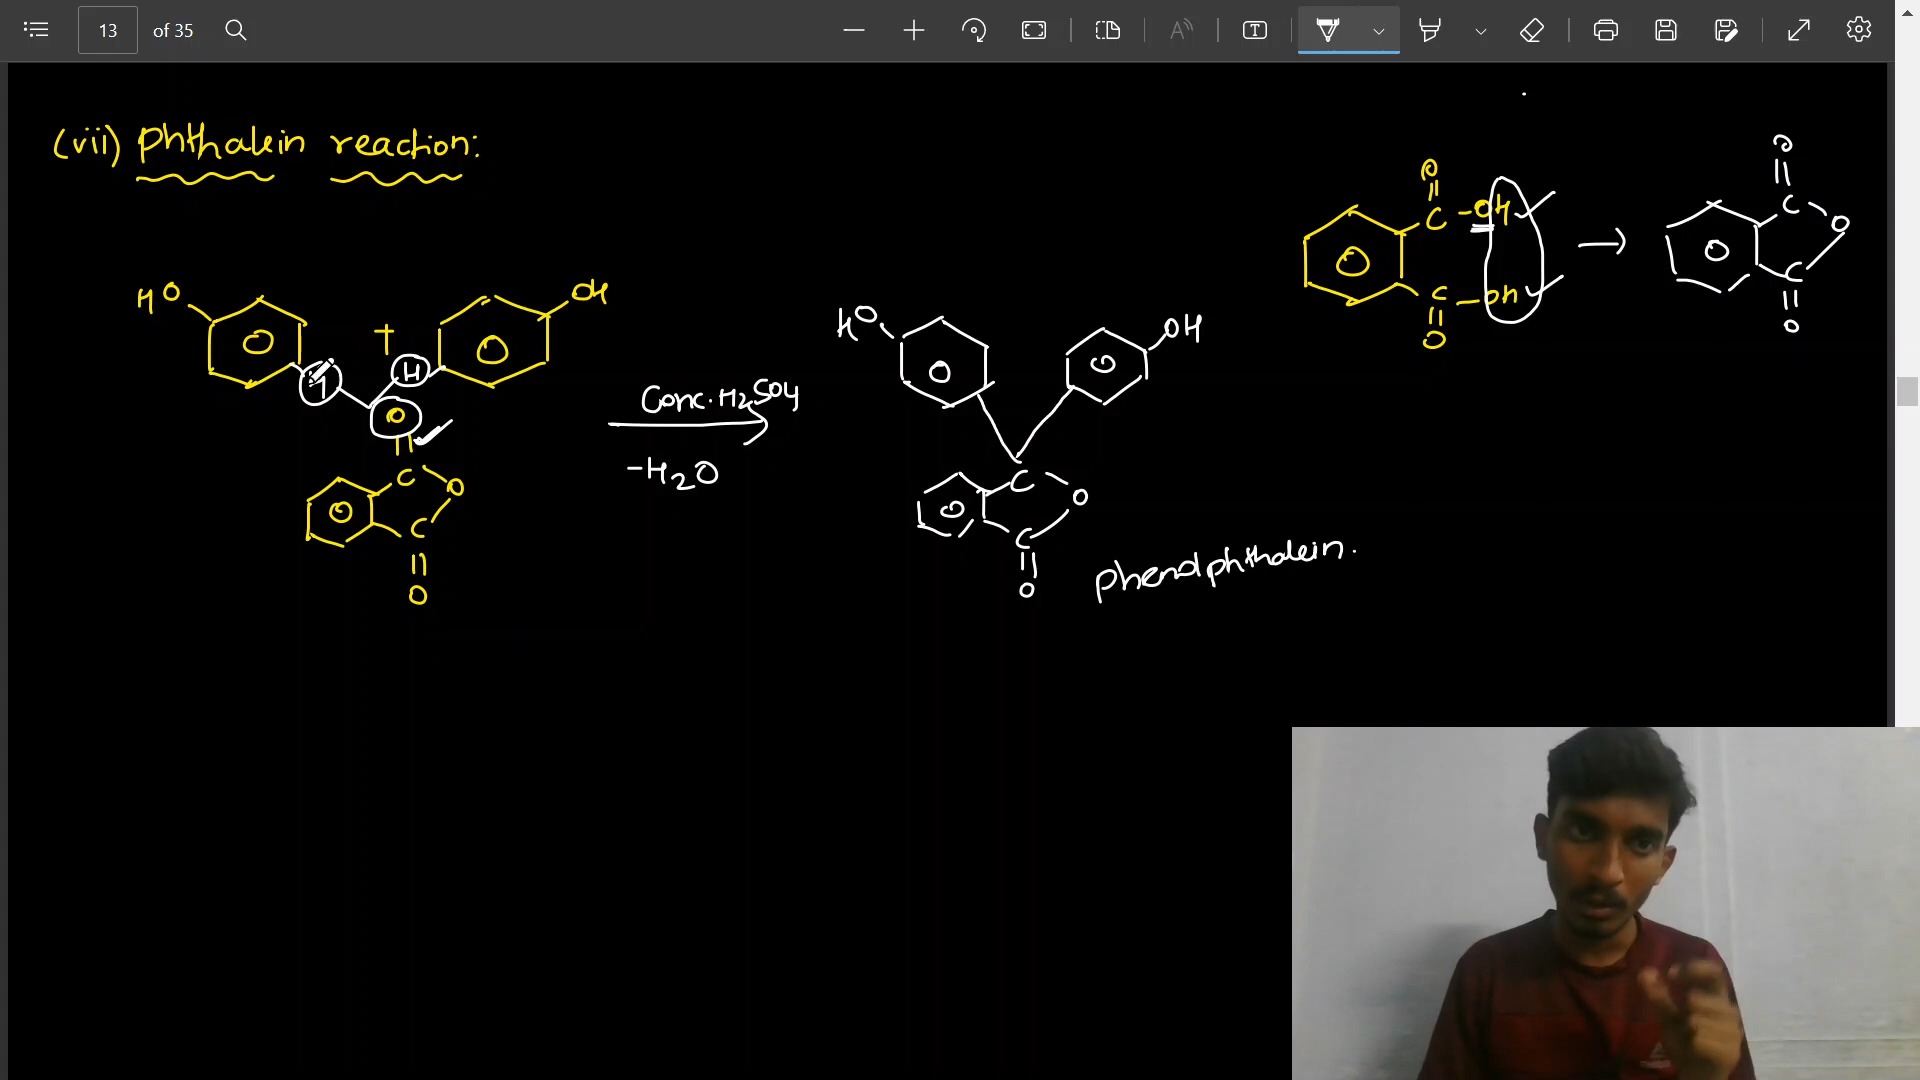 13 of 35
(vii) Phthalein reaction:
O
C-OH
C-OH
O
O
C
O
C
O
HO
OH
+
H
H
O
C
O
C
O
Conc. H2SO4
-H2O
HO
OH
C
O
C
O
phenolphthalein.